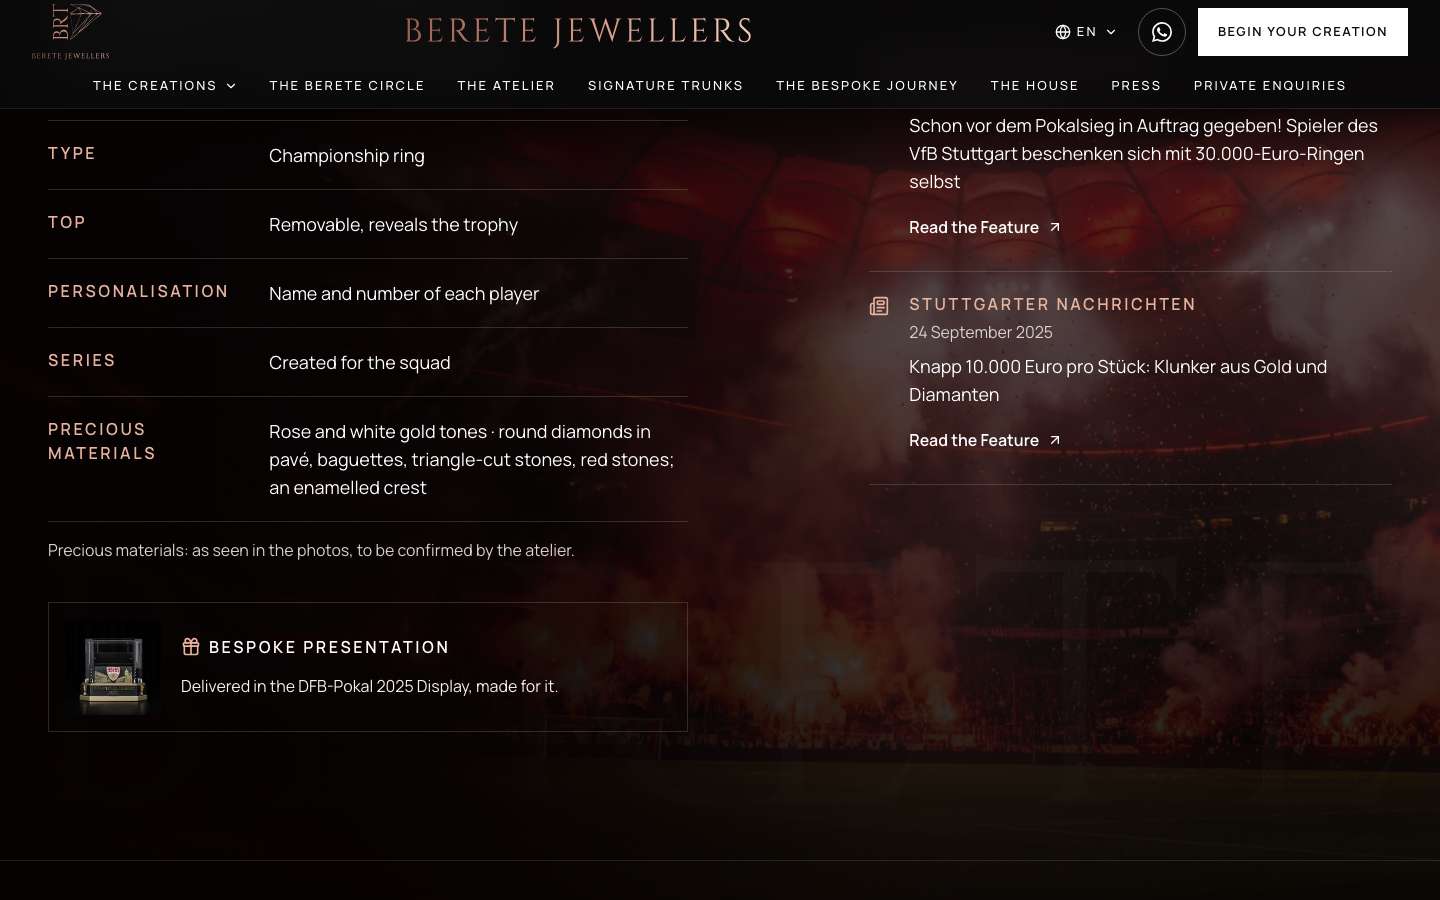 BRT
BERETE JEWELLERS
BERETE JEWELLERS
EN
BEGIN YOUR CREATION
THE CREATIONS
THE BERETE CIRCLE
THE ATELIER
SIGNATURE TRUNKS
THE BESPOKE JOURNEY
THE HOUSE
PRESS
PRIVATE ENQUIRIES
TYPE
Championship ring
TOP
Removable, reveals the trophy
PERSONALISATION
Name and number of each player
SERIES
Created for the squad
PRECIOUS
MATERIALS
Rose and white gold tones · round diamonds in
pavé, baguettes, triangle-cut stones, red stones;
an enamelled crest
Precious materials: as seen in the photos, to be confirmed by the atelier.
BESPOKE PRESENTATION
Delivered in the DFB-Pokal 2025 Display, made for it.
Schon vor dem Pokalsieg in Auftrag gegeben! Spieler des
VfB Stuttgart beschenken sich mit 30.000-Euro-Ringen
selbst
Read the Feature
STUTTGARTER NACHRICHTEN
24 September 2025
Knapp 10.000 Euro pro Stück: Klunker aus Gold und
Diamanten
Read the Feature